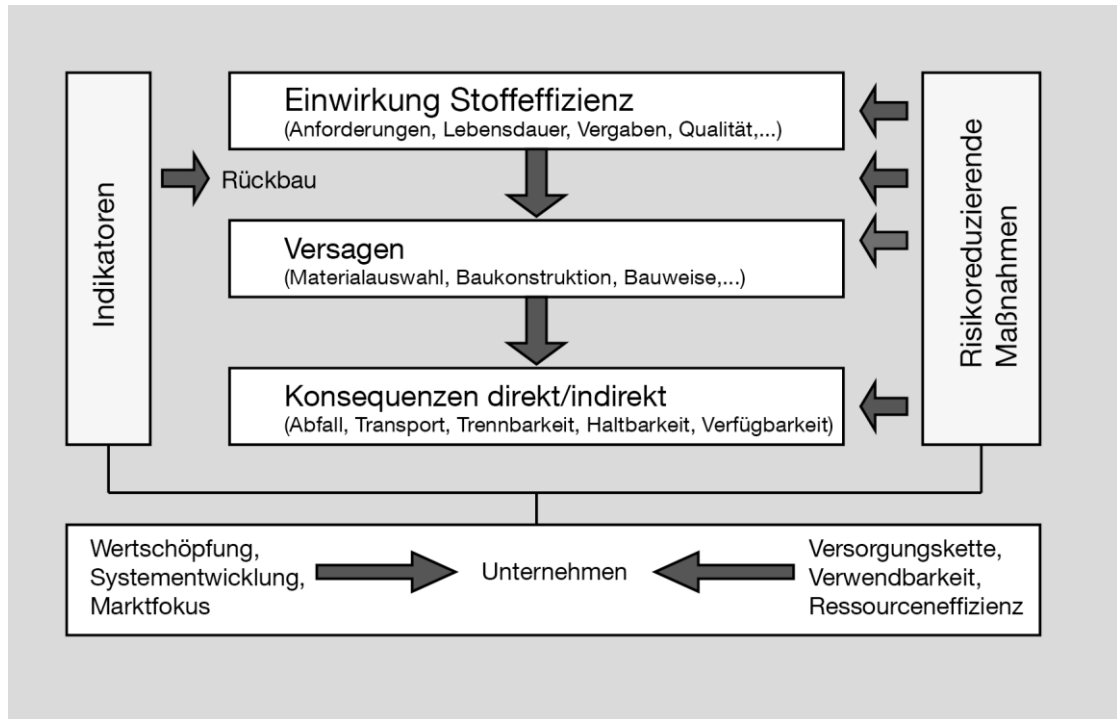 Indikatoren
Einwirkung Stoffeffizienz
(Anforderungen, Lebensdauer, Vergaben, Qualität,...)
Rückbau
Versagen
(Materialauswahl, Baukonstruktion, Bauweise,...)
Konsequenzen direkt/indirekt
(Abfall, Transport, Trennbarkeit, Haltbarkeit, Verfügbarkeit)
Risikoreduzierende
Maßnahmen
Wertschöpfung,
Systementwicklung,
Marktfokus
Unternehmen
Versorgungskette,
Verwendbarkeit,
Ressourceneffizienz